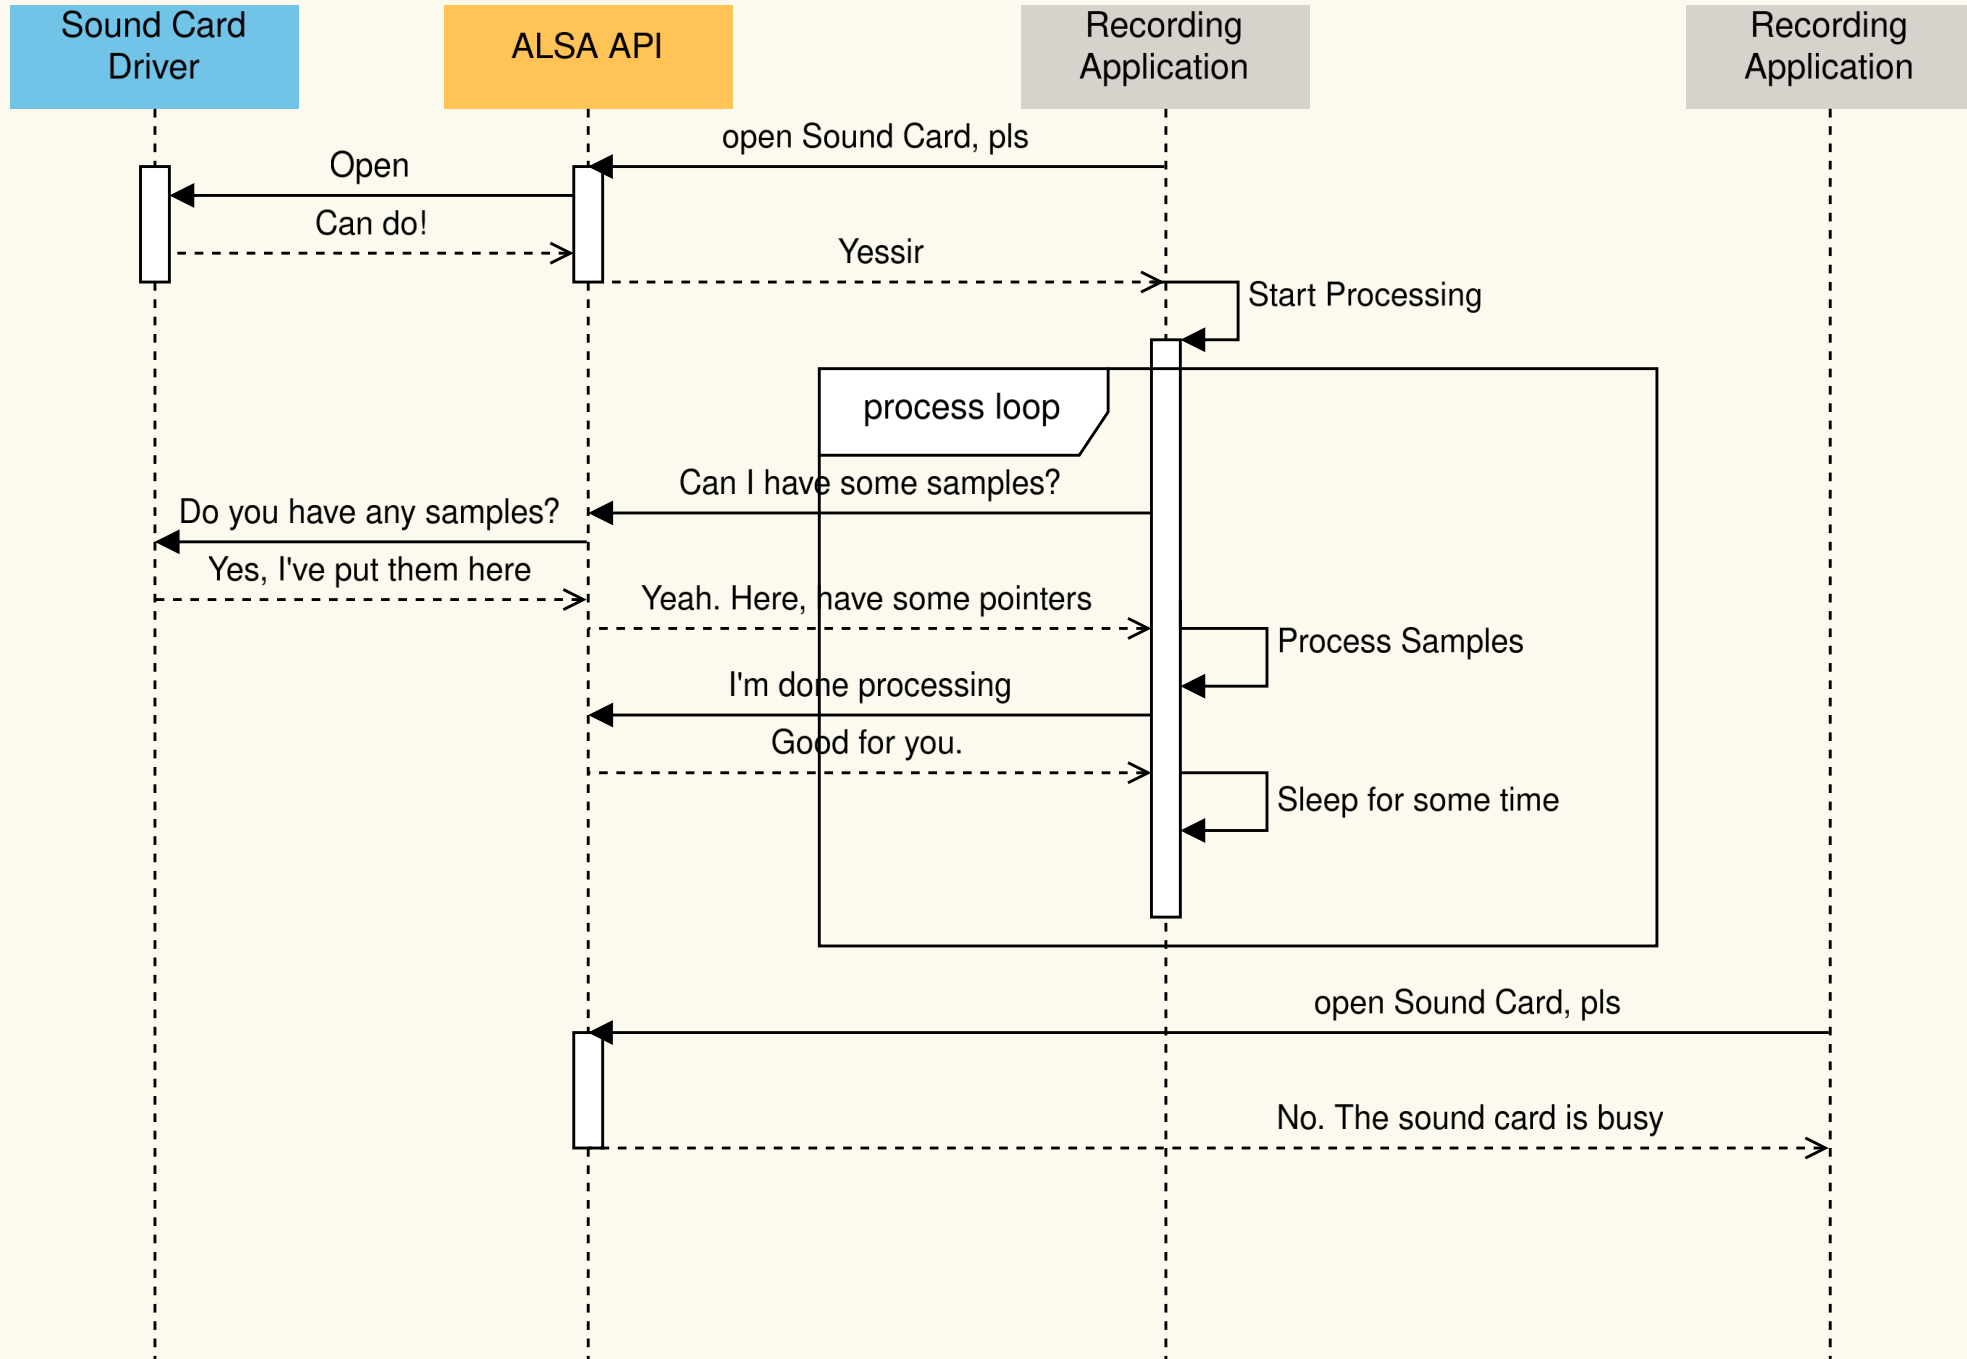 Sound Card
Driver
ALSA API
Recording
Application
Recording
Application
open Sound Card, pls
Open
Can do!
Yessir
Start Processing
process loop
Can I have some samples?
Do you have any samples?
Yes, I've put them here
Yeah. Here, have some pointers
Process Samples
I'm done processing
Good for you.
Sleep for some time
open Sound Card, pls
No. The sound card is busy